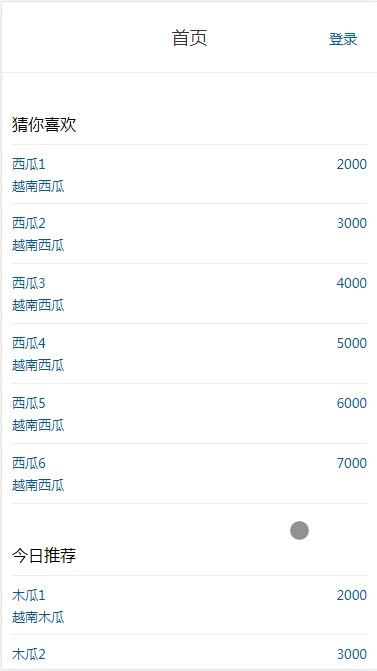 首页 登录
猜你喜欢
西瓜1 2000
越南西瓜
西瓜2 3000
越南西瓜
西瓜3 4000
越南西瓜
西瓜4 5000
越南西瓜
西瓜5 6000
越南西瓜
西瓜6 7000
越南西瓜
今日推荐
木瓜1 2000
越南木瓜
木瓜2 3000